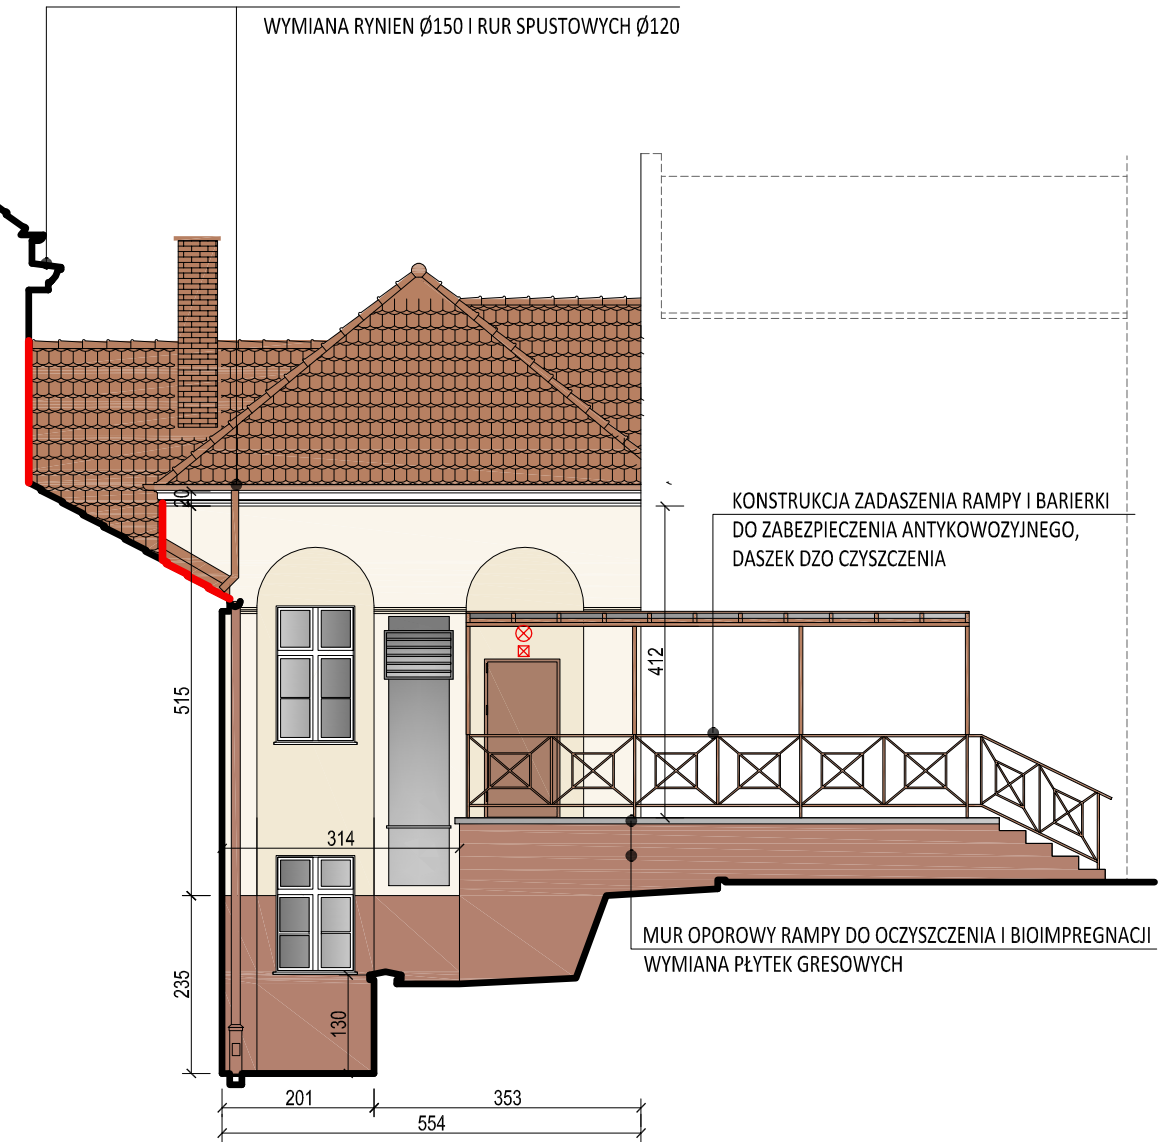 WYMIANA RYNIEN Ø150 I RUR SPUSTOWYCH Ø120
20
KONSTRUKCJA ZADASZENIA RAMPY I BARIERKI
DO ZABEZPIECZENIA ANTYKOWOZYJNEGO,
DASZEK DZO CZYSZCZENIA
412
515
314
MUR OPOROWY RAMPY DO OCZYSZCZENIA I BIOIMPREGNACJI
WYMIANA PŁYTEK GRESOWYCH
235
130
201
353
554